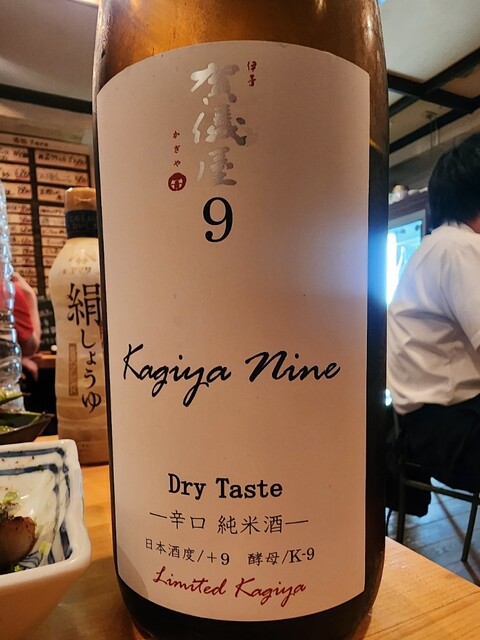 伊予
賀儀屋
かぎや
9
Kagiya Nine
Dry Taste
—辛口 純米酒—
日本酒度/+9 酵母/K-9
Limited Kagiya
絹しょうゆ